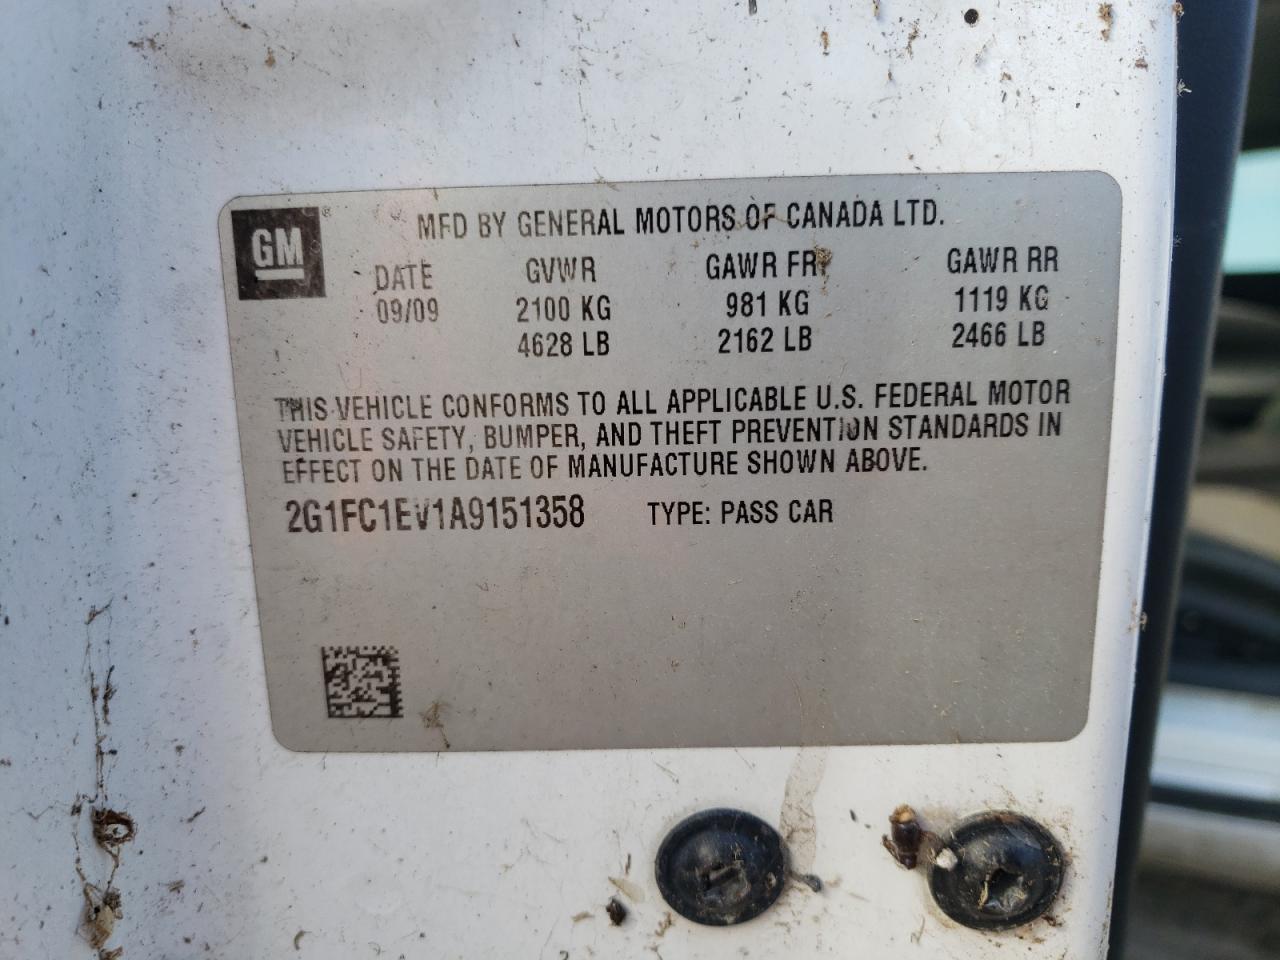 GM
MFD BY GENERAL MOTORS OF CANADA LTD.
DATE GVWR GAWR FRT GAWR RR
09/09 2100 KG 981 KG 1119 KG
4628 LB 2162 LB 2466 LB
THIS VEHICLE CONFORMS TO ALL APPLICABLE U.S. FEDERAL MOTOR
VEHICLE SAFETY, BUMPER, AND THEFT PREVENTION STANDARDS IN
EFFECT ON THE DATE OF MANUFACTURE SHOWN ABOVE.
2G1FC1EV1A9151358 TYPE: PASS CAR